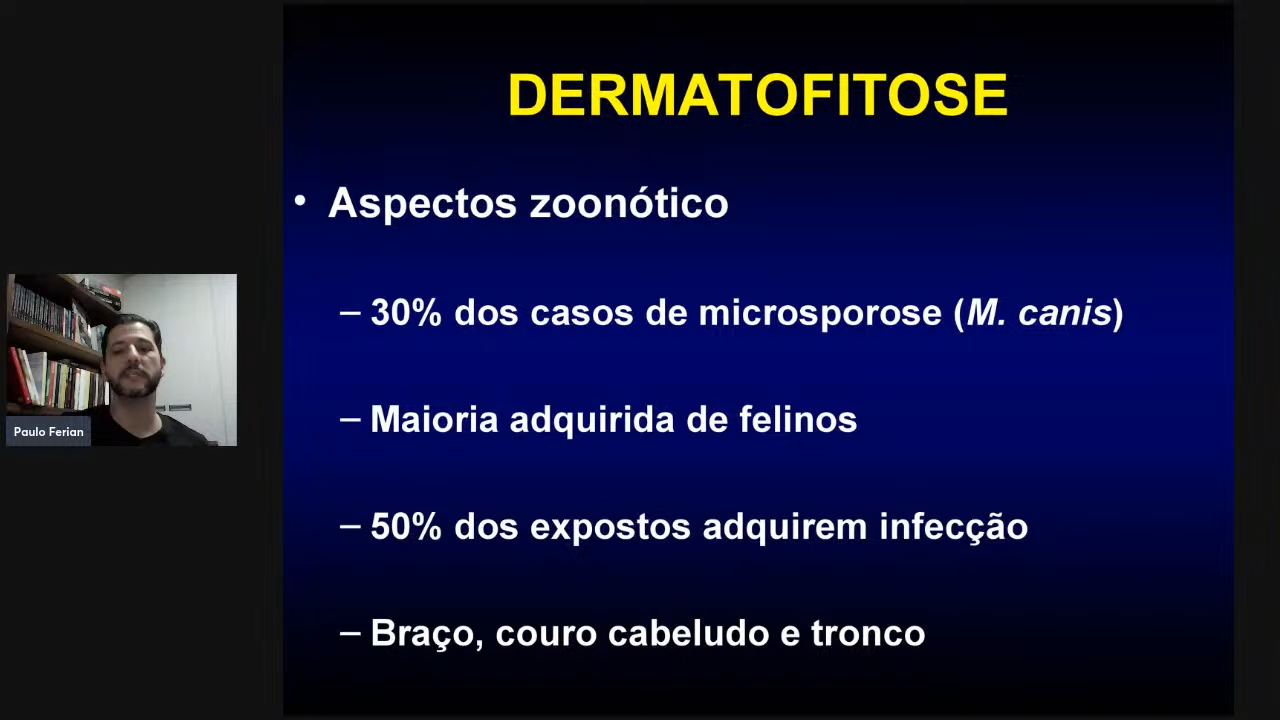 DERMATOFITOSE
• Aspectos zoonótico
– 30% dos casos de microsporose (M. canis)
– Maioria adquirida de felinos
– 50% dos expostos adquirem infecção
– Braço, couro cabeludo e tronco
Paulo Ferian